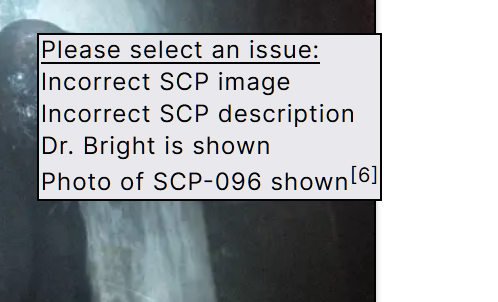 Please select an issue:
Incorrect SCP image
Incorrect SCP description
Dr. Bright is shown
Photo of SCP-096 shown[6]